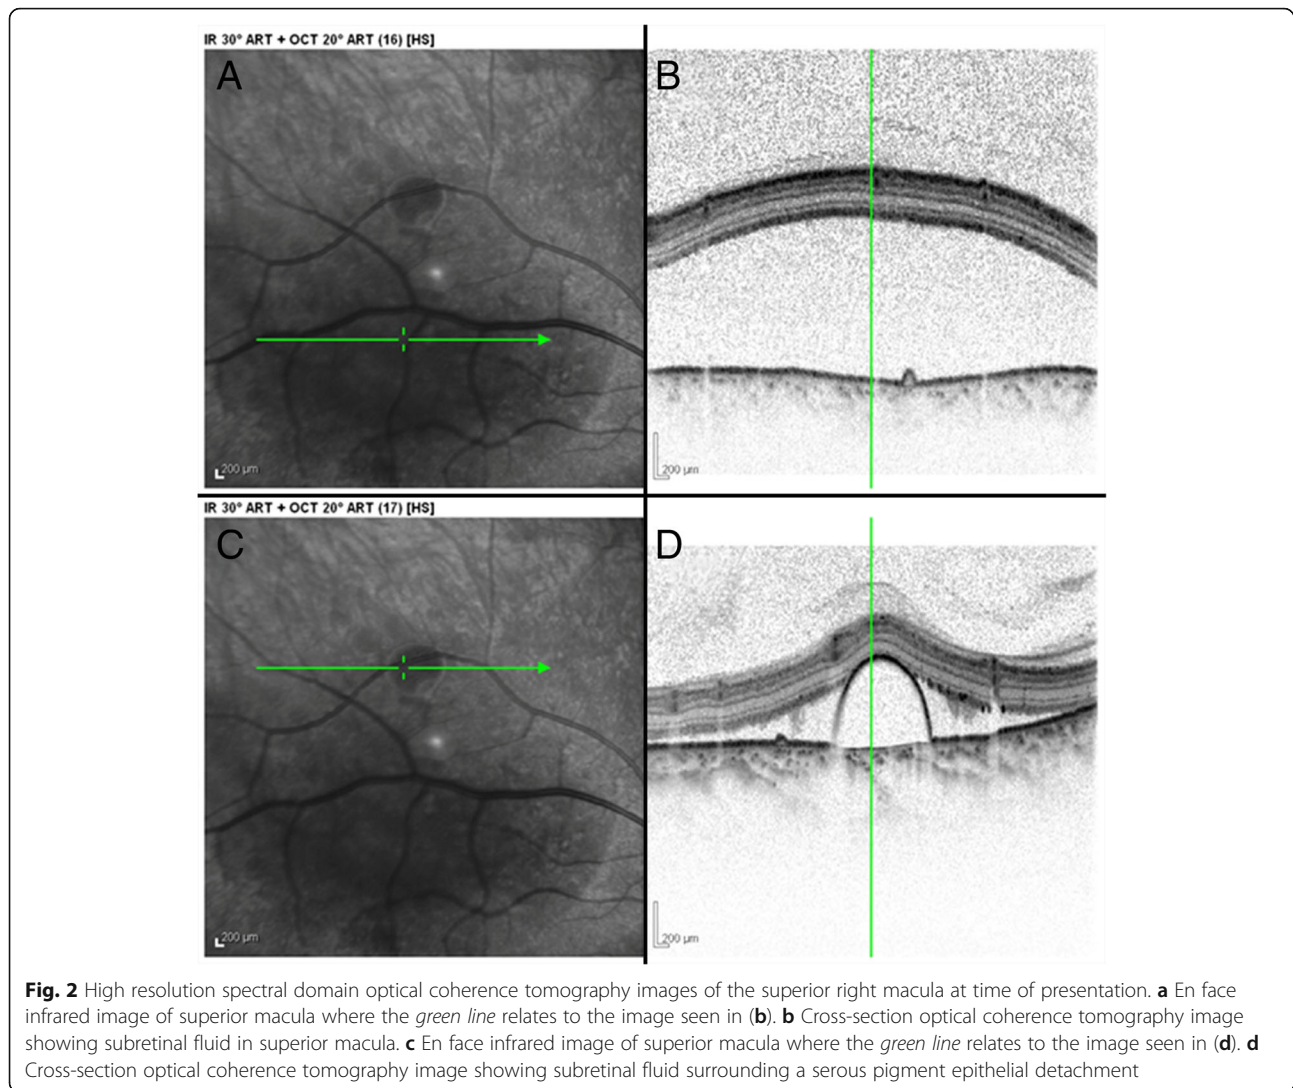 IR 30° ART + OCT 20° ART (16) [HS]
A
B
200 µm
200 µm
IR 30° ART + OCT 20° ART (17) [HS]
C
D
200 µm
200 µm
Fig. 2 High resolution spectral domain optical coherence tomography images of the superior right macula at time of presentation. a En face
infrared image of superior macula where the green line relates to the image seen in (b). b Cross-section optical coherence tomography image
showing subretinal fluid in superior macula. c En face infrared image of superior macula where the green line relates to the image seen in (d). d
Cross-section optical coherence tomography image showing subretinal fluid surrounding a serous pigment epithelial detachment